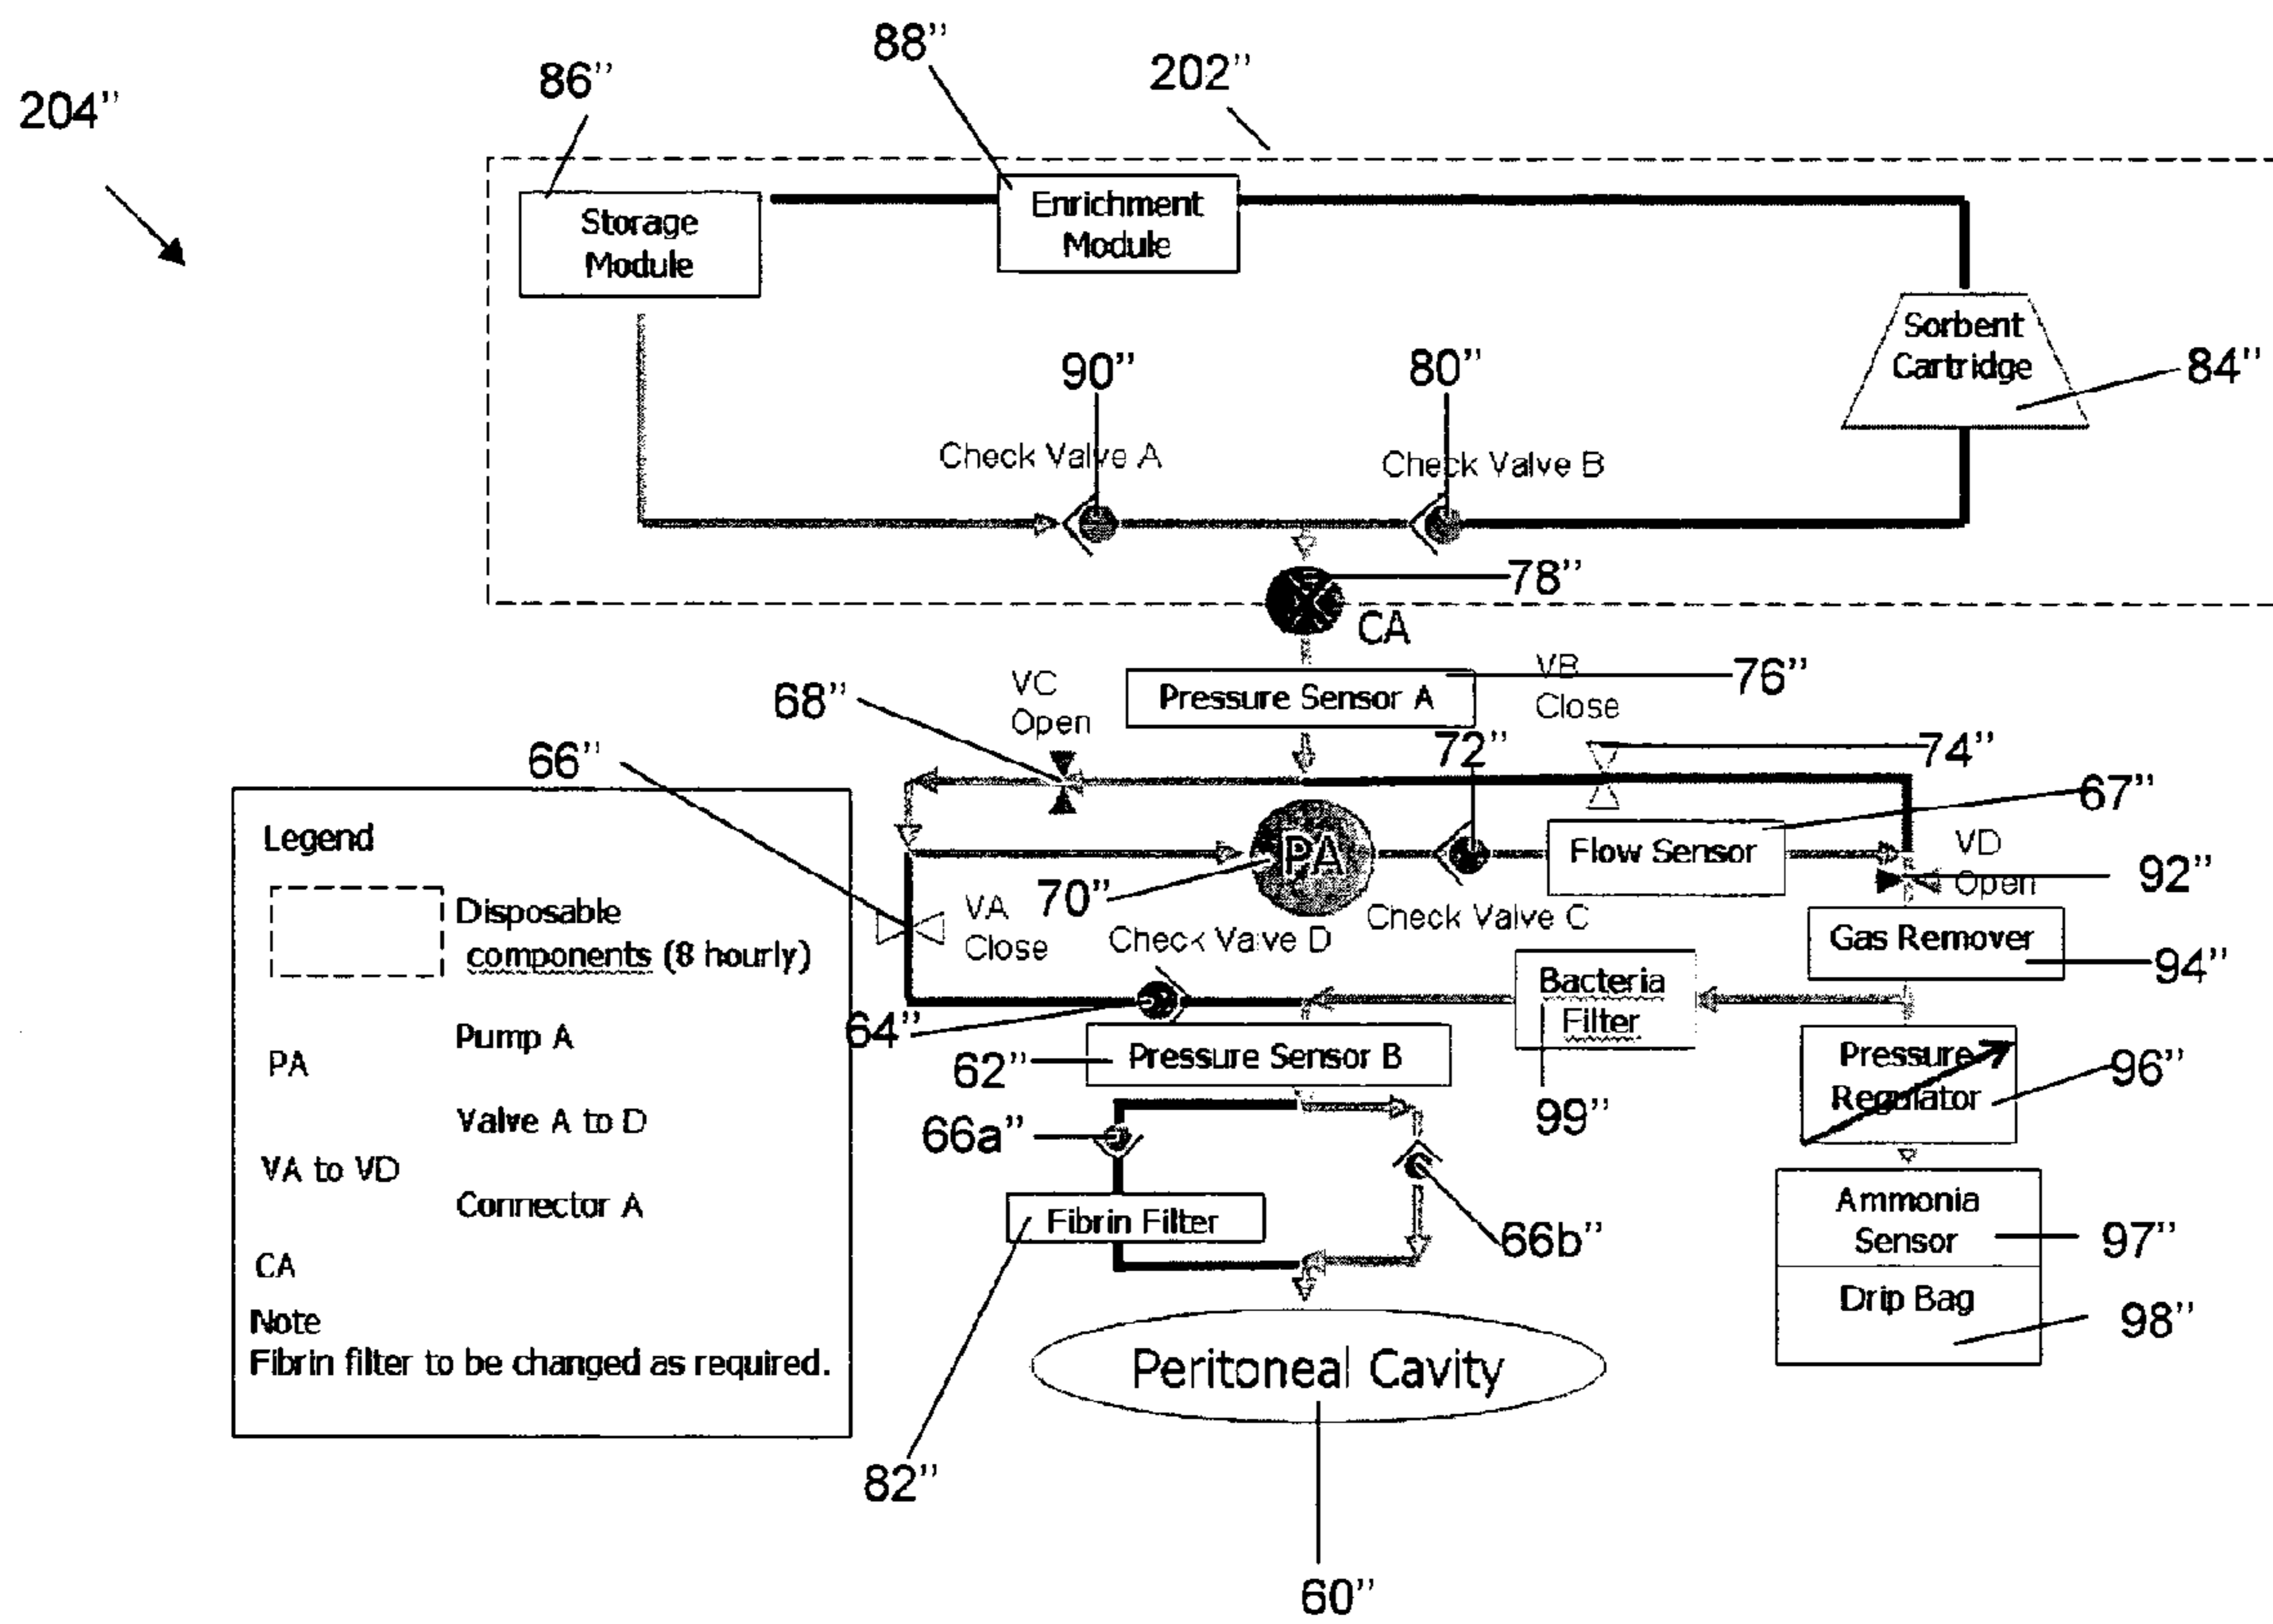 88”
202”
86”
204”
Enrichment
Module
Storage
Module
Sorbent
Cartridge
84”
90”
80”
Check Valve A
Check Valve B
78”
CA
VB
Close
76”
VC
Open
68”
Pressure Sensor A
72”
74”
66”
67”
Legend
PA
Flow Sensor
VD
Open
92”
70”
VA
Close
Check Valve C
Disposable
components (8 hourly)
Check Valve D
Gas Remover
94”
Bacteria
Filter
64”
Pump A
PA
62”
Pressure Sensor B
Pressure
Regulator
96”
99”
Valve A to D
66a”
VA to VD
Connector A
Fibrin Filter
66b”
Ammonia
Sensor
97”
CA
Drip Bag
98”
Note
Fibrin filter to be changed as required.
Peritoneal Cavity
82”
60”